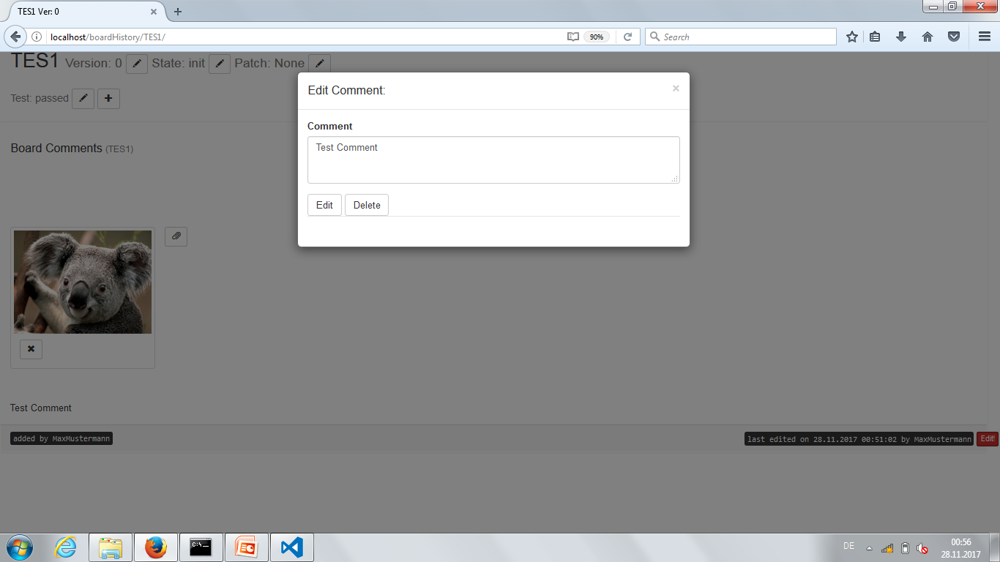 TES1 Ver: 0
localhost/boardHistory/TES1/
90%
Search
TES1 Version: 0 State: init Patch: None
Test: passed
Edit Comment:
Comment
Test Comment
Edit Delete
Board Comments (TES1)
Test Comment
added by MaxMustermann
last edited on 28.11.2017 00:51:02 by MaxMustermann
Edit!
C:\._
DE
00:56
28.11.2017